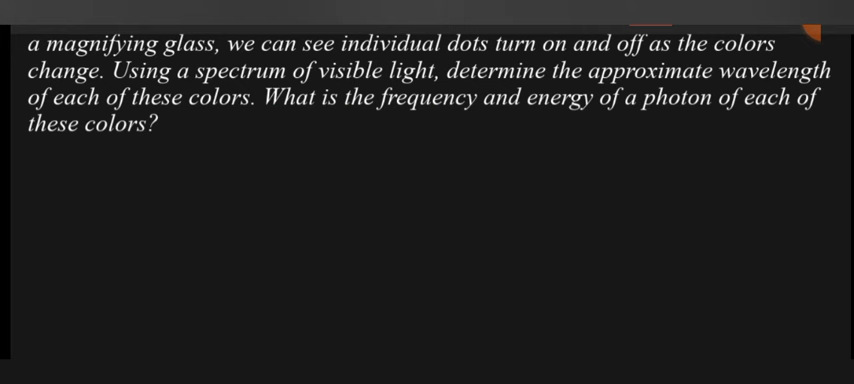 a magnifying glass, we can see individual dots turn on and off as the colors
change. Using a spectrum of visible light, determine the approximate wavelength
of each of these colors. What is the frequency and energy of a photon of each of
these colors?